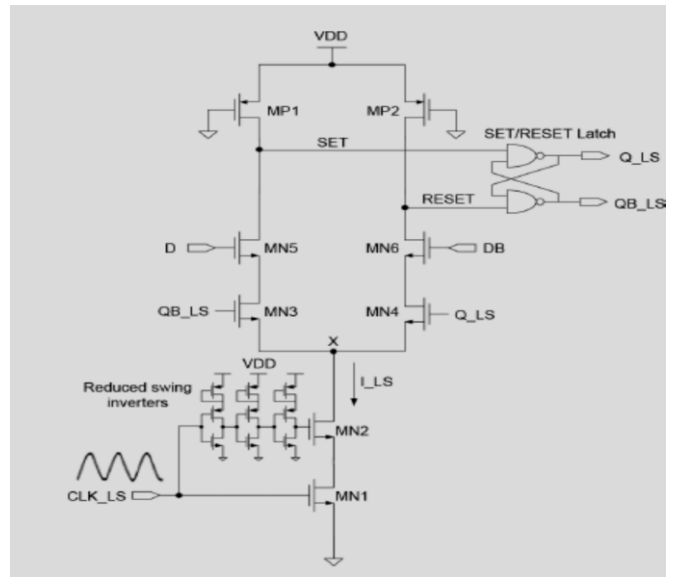 VDD
MP1
MP2
SET/RESET Latch
SET
Q_LS
RESET
QB_LS
D
MN5
MN6
DB
QB_LS
MN3
MN4
Q_LS
X
VDD
I_LS
Reduced swing
inverters
MN2
CLK_LS
MN1